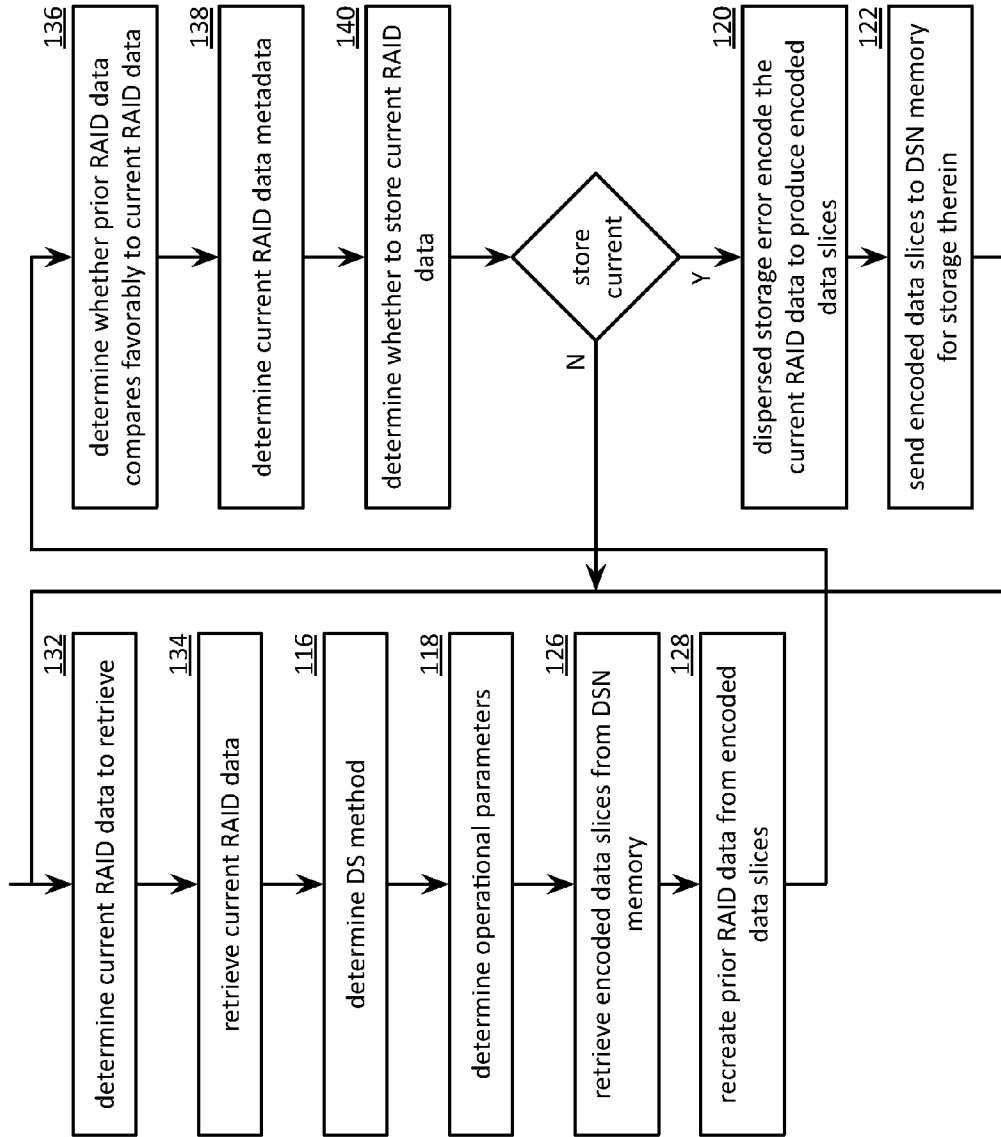 132
determine current RAID data to retrieve
134
retrieve current RAID data
116
determine DS method
118
determine operational parameters
126
retrieve encoded data slices from DSN
memory
128
recreate prior RAID data from encoded
data slices
136
determine whether prior RAID data
compares favorably to current RAID data
138
determine current RAID data metadata
140
determine whether to store current RAID
data
store
current
N
Y
120
dispersed storage error encode the
current RAID data to produce encoded
data slices
122
send encoded data slices to DSN memory
for storage therein